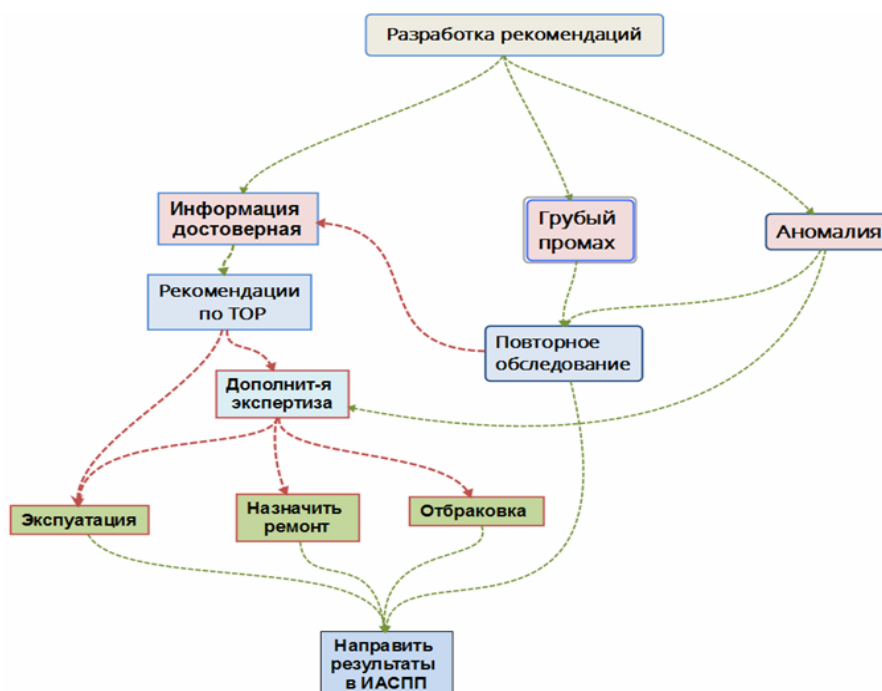 Разработка рекомендаций
Информация
достоверная
Грубый
промах
Аномалия
Рекомендации
по ТОР
Повторное
обследование
Дополнит-я
экспертиза
Экспуатация
Назначить
ремонт
Отбраковка
Направить
результаты
в ИАСПП